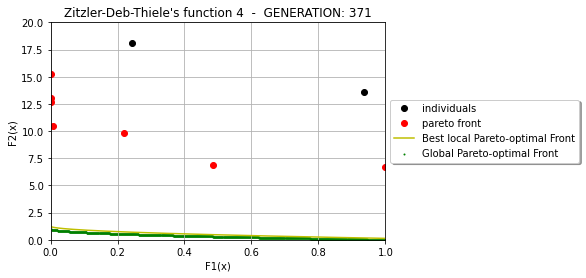 Zitzler-Deb-Thiele's function 4 - GENERATION: 371
20.0
17.5
15.0
12.5
10.0
7.5
5.0
2.5
0.0
F2(x)
0.0 0.2 0.4 0.6 0.8 1.0
F1(x)
individuals
pareto front
Best local Pareto-optimal Front
Global Pareto-optimal Front